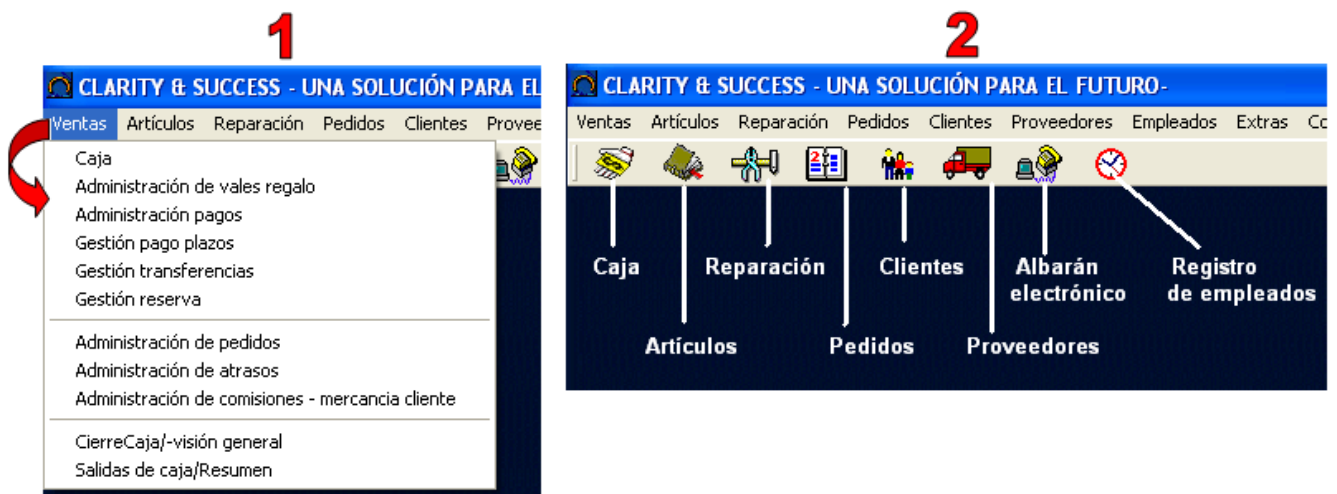 1
CLARITY & SUCCESS - UNA SOLUCIÓN PARA EL
Ventas Artículos Reparación Pedidos Clientes Provee
Caja
Administración de vales regalo
Administración pagos
Gestión pago plazos
Gestión transferencias
Gestión reserva
Administración de pedidos
Administración de atrasos
Administración de comisiones - mercancia cliente
CierreCaja/-visión general
Salidas de caja/Resumen
2
CLARITY & SUCCESS - UNA SOLUCIÓN PARA EL FUTURO-
Ventas Artículos Reparación Pedidos Clientes Proveedores Empleados Extras Co
Caja Reparación Clientes Albarán Registro
electrónico de empleados
Artículos Pedidos Proveedores